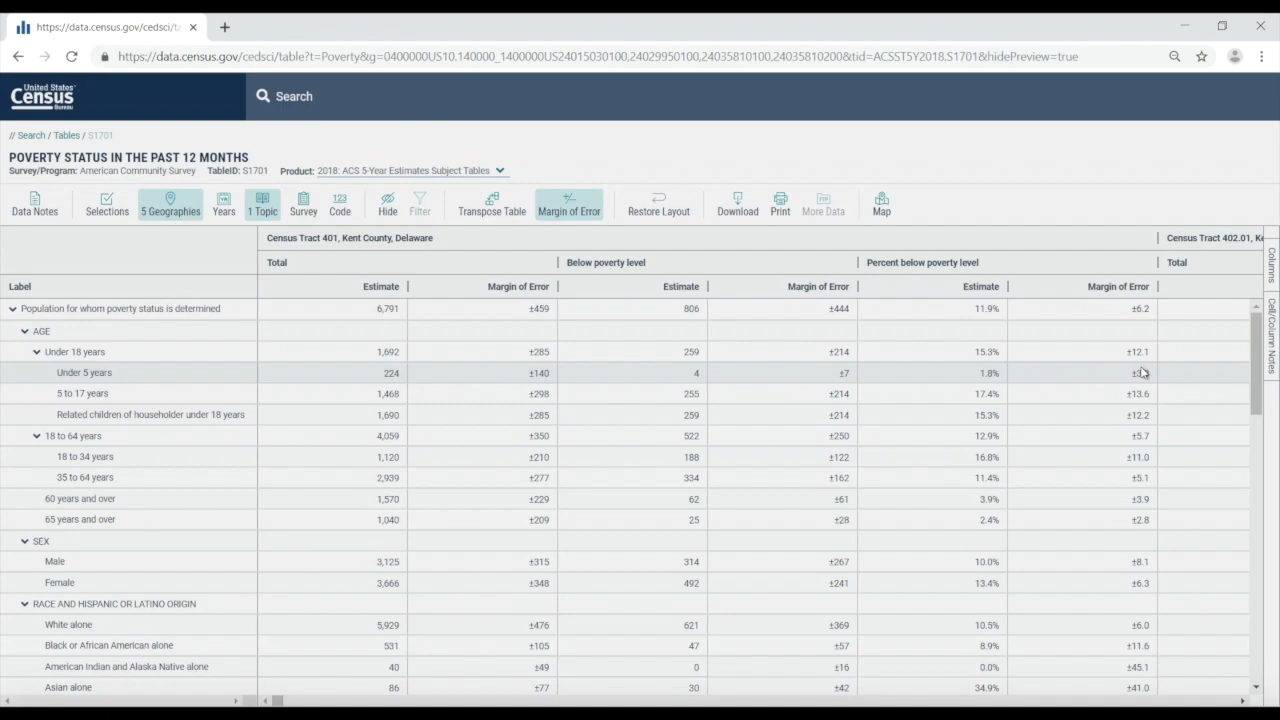 https://data.census.gov/cedsci/ta
https://data.census.gov/cedsci/table?t=Poverty&g=0400000US10.140000_1400000US24015030100,24029950100,24035810100,24035810200&tid=ACSST5Y2018.S1701&hidePreview=true
United States®
Census
Bureau
Search
// Search / Tables / S1701
POVERTY STATUS IN THE PAST 12 MONTHS
Survey/Program: American Community Survey TableID: S1701 Product: 2018: ACS 5-Year Estimates Subject Tables
Data Notes Selections 5 Geographies Years 1 Topic Survey Code Hide Filter Transpose Table Margin of Error Restore Layout Download Print More Data Map
Census Tract 401, Kent County, Delaware Census Tract 402.01, Ke
Total Below poverty level Percent below poverty level Total
Label Estimate Margin of Error Estimate Margin of Error Estimate Margin of Error
Population for whom poverty status is determined 6,791 ±459 806 ±444 11.9% ±6.2
AGE
Under 18 years 1,692 ±285 259 ±214 15.3% ±12.1
Under 5 years 224 ±140 4 ±7 1.8%
5 to 17 years 1,468 ±298 255 ±214 17.4% ±13.6
Related children of householder under 18 years 1,690 ±285 259 ±214 15.3% ±12.2
18 to 64 years 4,059 ±350 522 ±250 12.9% ±5.7
18 to 34 years 1,120 ±210 188 ±122 16.8% ±11.0
35 to 64 years 2,939 ±277 334 ±162 11.4% ±5.1
60 years and over 1,570 ±229 62 ±61 3.9% ±3.9
65 years and over 1,040 ±209 25 ±28 2.4% ±2.8
SEX
Male 3,125 ±315 314 ±267 10.0% ±8.1
Female 3,666 ±348 492 ±241 13.4% ±6.3
RACE AND HISPANIC OR LATINO ORIGIN
White alone 5,929 ±476 621 ±369 10.5% ±6.0
Black or African American alone 531 ±105 47 ±57 8.9% ±11.6
American Indian and Alaska Native alone 40 ±49 0 ±16 0.0% ±45.1
Asian alone 86 ±77 30 ±42 34.9% ±41.0
Columns
Cell/Column Notes